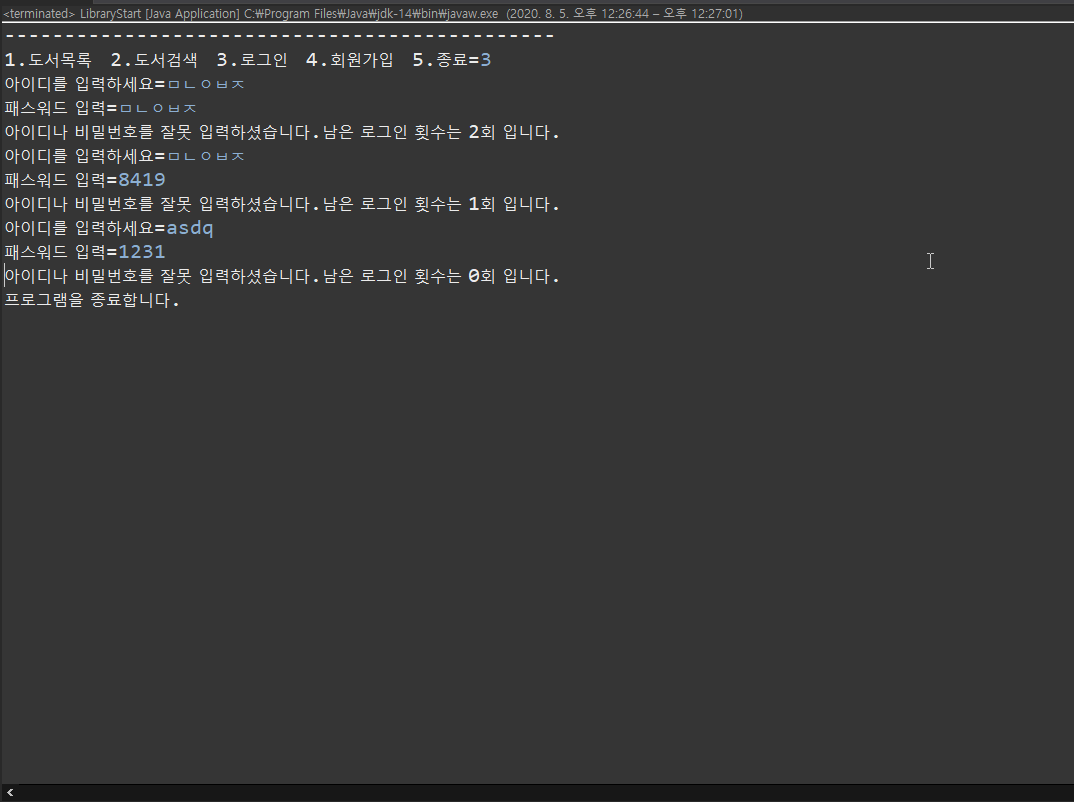 <terminated> LibraryStart [Java Application] C:₩Program Files₩Java₩jdk-14₩bin₩javaw.exe (2020. 8. 5. 오후 12:26:44 – 오후 12:27:01)
----------------------------------------------
1.도서목록 2.도서검색 3.로그인 4.회원가입 5.종료=3
아이디를 입력하세요=ㅁㄴㅇㅂㅈ
패스워드 입력=ㅁㄴㅇㅂㅈ
아이디나 비밀번호를 잘못 입력하셨습니다.남은 로그인 횟수는 2회 입니다.
아이디를 입력하세요=ㅁㄴㅇㅂㅈ
패스워드 입력=8419
아이디나 비밀번호를 잘못 입력하셨습니다.남은 로그인 횟수는 1회 입니다.
아이디를 입력하세요=asdq
패스워드 입력=1231
아이디나 비밀번호를 잘못 입력하셨습니다.남은 로그인 횟수는 0회 입니다.
프로그램을 종료합니다.